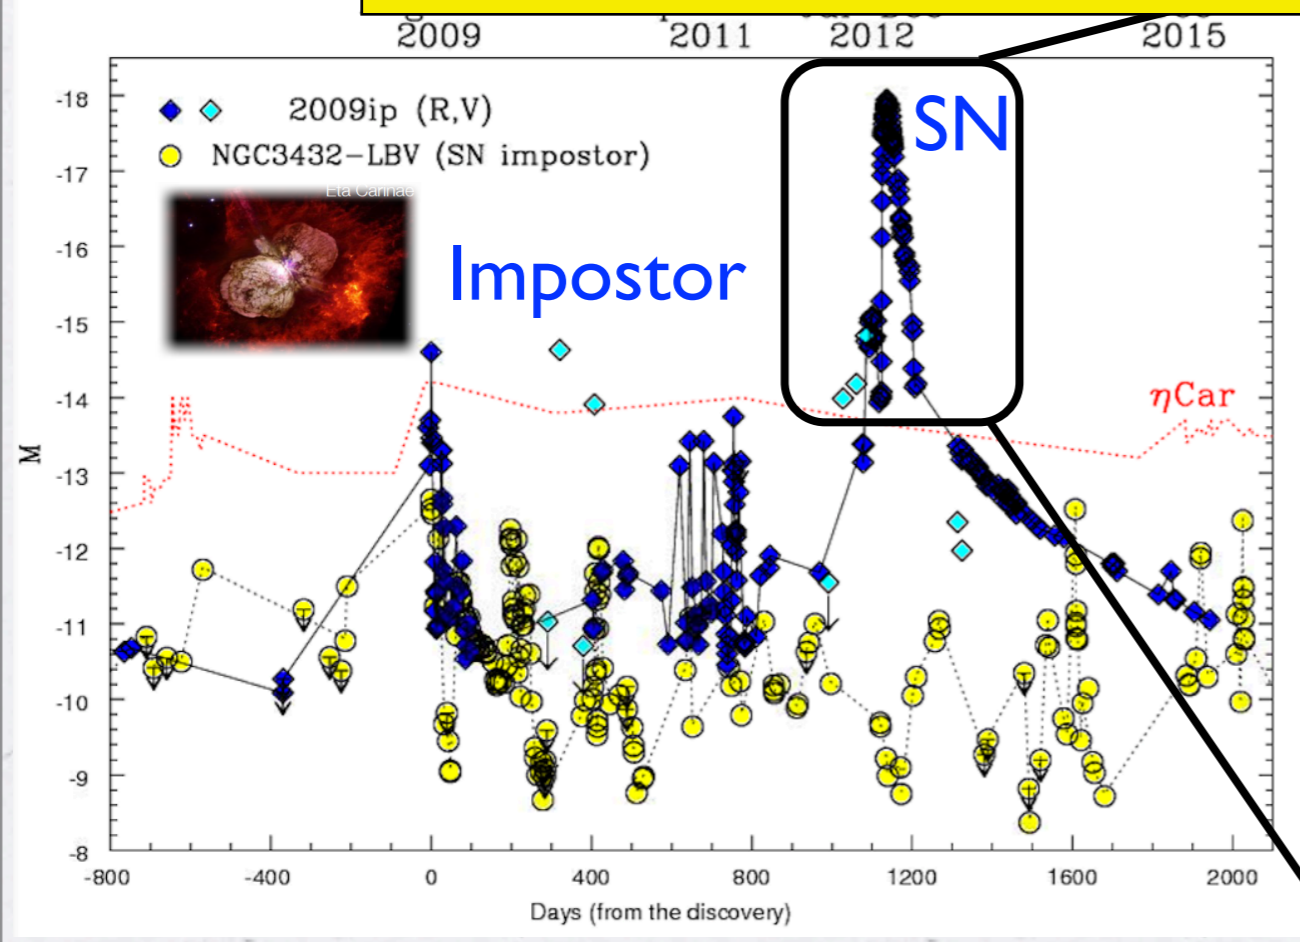 2009 2011 2012 2015
2009ip (R,V)
SN
NGC3432-LBV (SN impostor)
Eta Carinae
Impostor
ηCar
M
-18
-17
-16
-15
-14
-13
-12
-11
-10
-9
-8
-800 -400 0 400 800 1200 1600 2000
Days (from the discovery)